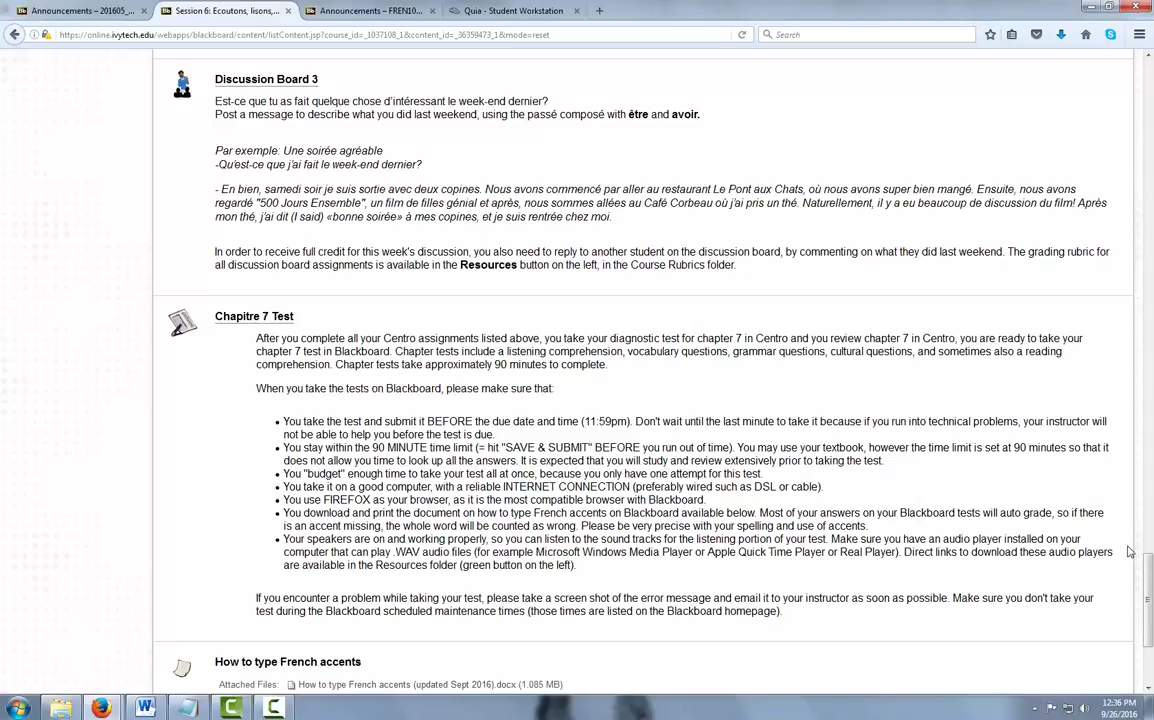 Announcements – 201605_...
Session 6: Ecoutons, lisons,...
Announcements – FREN10...
Quia - Student Workstation
https://online.ivytech.edu/webapps/blackboard/content/listContent.jsp?course_id=_1037108_1&content_id=_36359473_1&mode=reset
Search
Discussion Board 3
Est-ce que tu as fait quelque chose d'intéressant le week-end dernier?
Post a message to describe what you did last weekend, using the passé composé with être and avoir.
Par exemple: Une soirée agréable
-Qu'est-ce que j'ai fait le week-end dernier?
- En bien, samedi soir je suis sortie avec deux copines. Nous avons commencé par aller au restaurant Le Pont aux Chats, où nous avons super bien mangé. Ensuite, nous avons
regardé "500 Jours Ensemble", un film de filles génial et après, nous sommes allées au Café Corbeau où j'ai pris un thé. Naturellement, il y a eu beaucoup de discussion du film! Après
mon thé, j'ai dit (I said) «bonne soirée» à mes copines, et je suis rentrée chez moi.
In order to receive full credit for this week's discussion, you also need to reply to another student on the discussion board, by commenting on what they did last weekend. The grading rubric for
all discussion board assignments is available in the Resources button on the left, in the Course Rubrics folder.
Chapitre 7 Test
After you complete all your Centro assignments listed above, you take your diagnostic test for chapter 7 in Centro and you review chapter 7 in Centro, you are ready to take your
chapter 7 test in Blackboard. Chapter tests include a listening comprehension, vocabulary questions, grammar questions, cultural questions, and sometimes also a reading
comprehension. Chapter tests take approximately 90 minutes to complete.
When you take the tests on Blackboard, please make sure that:
• You take the test and submit it BEFORE the due date and time (11:59pm). Don't wait until the last minute to take it because if you run into technical problems, your instructor will
not be able to help you before the test is due.
• You stay within the 90 MINUTE time limit (= hit "SAVE & SUBMIT" BEFORE you run out of time). You may use your textbook, however the time limit is set at 90 minutes so that it
does not allow you time to look up all the answers. It is expected that you will study and review extensively prior to taking the test.
• You "budget" enough time to take your test all at once, because you only have one attempt for this test.
• You take it on a good computer, with a reliable INTERNET CONNECTION (preferably wired such as DSL or cable).
• You use FIREFOX as your browser, as it is the most compatible browser with Blackboard.
• You download and print the document on how to type French accents on Blackboard available below. Most of your answers on your Blackboard tests will auto grade, so if there
is an accent missing, the whole word will be counted as wrong. Please be very precise with your spelling and use of accents.
• Your speakers are on and working properly, so you can listen to the sound tracks for the listening portion of your test. Make sure you have an audio player installed on your
computer that can play .WAV audio files (for example Microsoft Windows Media Player or Apple Quick Time Player or Real Player). Direct links to download these audio players
are available in the Resources folder (green button on the left).
If you encounter a problem while taking your test, please take a screen shot of the error message and email it to your instructor as soon as possible. Make sure you don't take your
test during the Blackboard scheduled maintenance times (those times are listed on the Blackboard homepage).
How to type French accents
Attached Files: How to type French accents (updated Sept 2016).docx (1.085 MB)
12:36 PM
9/26/2016